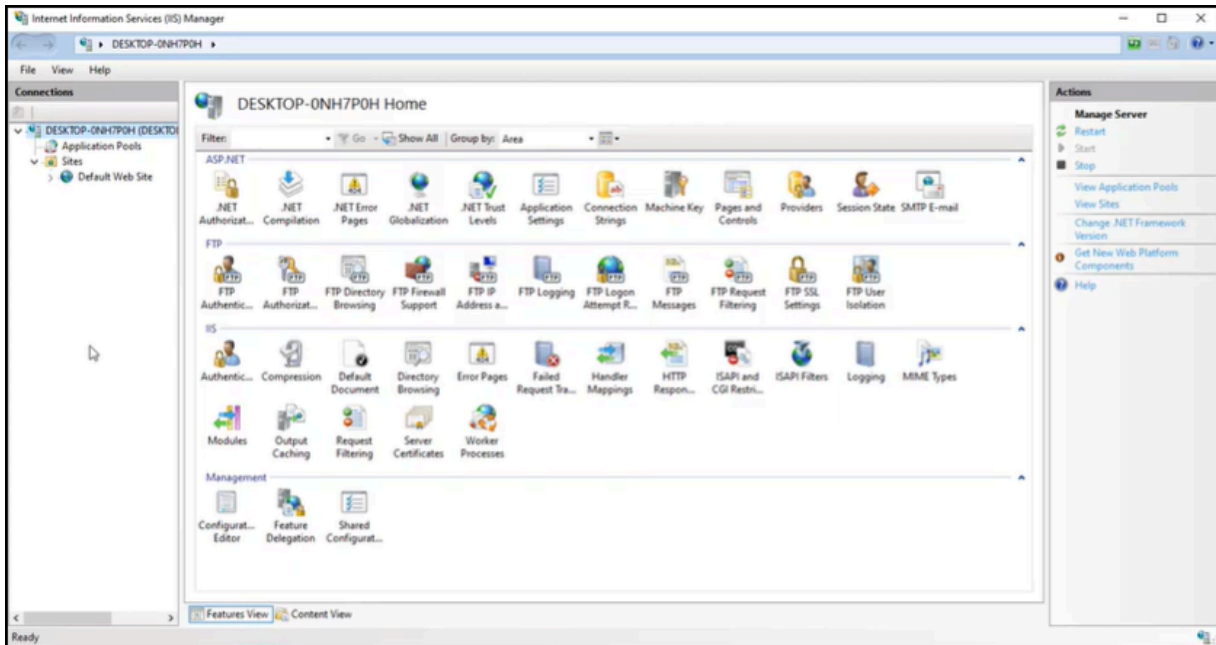 Internet Information Services (IIS) Manager
DESKTOP-0NH7P0H
File View Help
Connections
DESKTOP-0NH7P0H (DESKTO
Application Pools
Sites
Default Web Site
DESKTOP-0NH7P0H Home
Filter: Go Show All Group by: Area
ASP.NET
.NET Authorizat...
.NET Compilation
.NET Error Pages
.NET Globalization
.NET Trust Levels
Application Settings
Connection Strings
Machine Key
Pages and Controls
Providers
Session State
SMTP E-mail
FTP
FTP Authentic...
FTP Authorizat...
FTP Directory Browsing
FTP Firewall Support
FTP IP Address a...
FTP Logging
FTP Logon Attempt R...
FTP Messages
FTP Request Filtering
FTP SSL Settings
FTP User Isolation
IIS
Authentic...
Compression
Default Document
Directory Browsing
Error Pages
Failed Request Tra...
Handler Mappings
HTTP Respon...
ISAPI and CGI Restri...
ISAPI Filters
Logging
MIME Types
Modules
Output Caching
Request Filtering
Server Certificates
Worker Processes
Management
Configurat... Editor
Feature Delegation
Shared Configurat...
Features View Content View
Actions
Manage Server
Restart
Start
Stop
View Application Pools
View Sites
Change .NET Framework
Version
Get New Web Platform
Components
Help
Ready